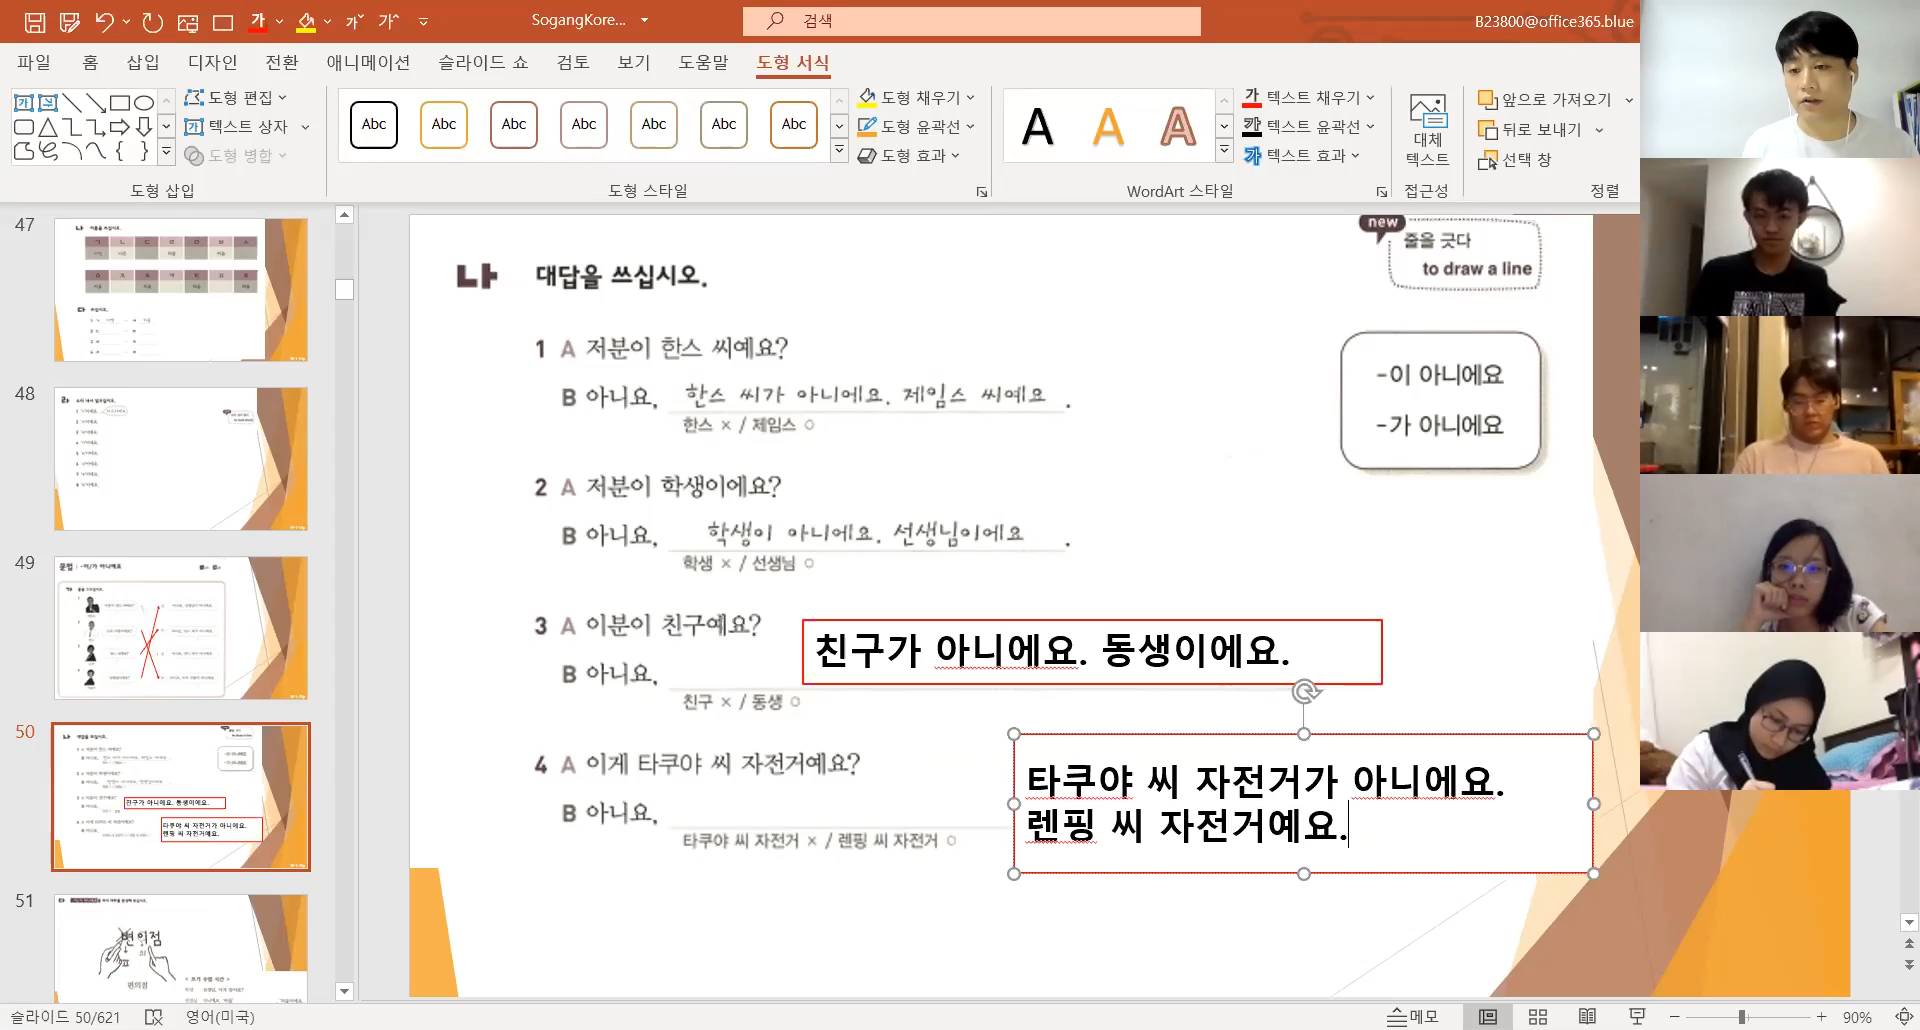 SogangKore...
검색
B23800@office365.blue
파일 홈 삽입 디자인 전환 애니메이션 슬라이드 쇼 검토 보기 도움말 도형 서식
도형 편집
텍스트 상자
도형 병합
도형 삽입
Abc Abc Abc Abc Abc Abc Abc
도형 채우기
도형 윤곽선
도형 효과
도형 스타일
A A A
텍스트 채우기
텍스트 윤곽선
텍스트 효과
WordArt 스타일
대체
텍스트
접근성
앞으로 가져오기
뒤로 보내기
선택 창
정렬
47
48
49
50
51
new
줄을 긋다
to draw a line
나 대답을 쓰십시오.
-이 아니에요
-가 아니에요
1 A 저분이 한스 씨예요?
B 아니요, 한스 씨가 아니에요. 제임스 씨예요.
한스 × / 제임스 ○
2 A 저분이 학생이에요?
B 아니요, 학생이 아니에요. 선생님이에요.
학생 × / 선생님 ○
3 A 이분이 친구예요?
친구가 아니에요. 동생이에요.
B 아니요,
친구 × / 동생 ○
4 A 이게 타쿠야 씨 자전거예요?
타쿠야 씨 자전거가 아니에요.
렌핑 씨 자전거예요.
B 아니요,
타쿠야 씨 자전거 × / 렌핑 씨 자전거 ○
편의점
슬라이드 50/621
영어(미국)
메모
90%